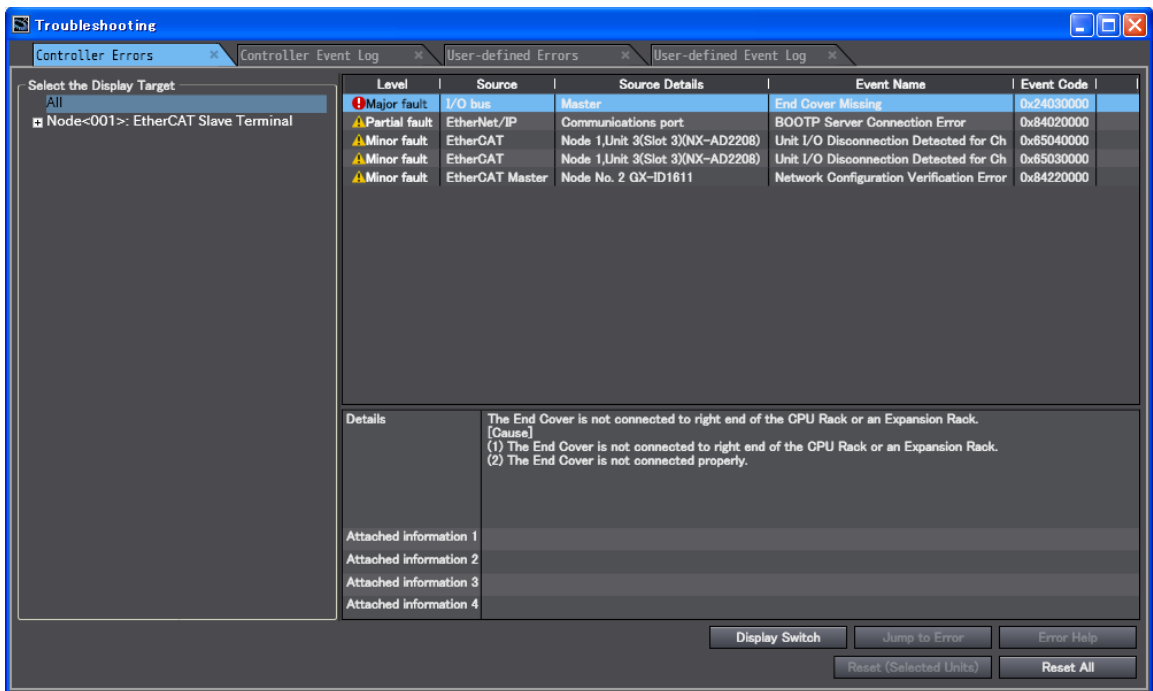 Troubleshooting
Controller Errors × Controller Event Log × User-defined Errors × User-defined Event Log ×
Select the Display Target
All
Node<001>: EtherCAT Slave Terminal
Level Source Source Details Event Name Event Code
Major fault I/O bus Master End Cover Missing 0x24030000
Partial fault EtherNet/IP Communications port BOOTP Server Connection Error 0x84020000
Minor fault EtherCAT Node 1,Unit 3(Slot 3)(NX-AD2208) Unit I/O Disconnection Detected for Ch 0x65040000
Minor fault EtherCAT Node 1,Unit 3(Slot 3)(NX-AD2208) Unit I/O Disconnection Detected for Ch 0x65030000
Minor fault EtherCAT Master Node No. 2 GX-ID1611 Network Configuration Verification Error 0x84220000
Details The End Cover is not connected to right end of the CPU Rack or an Expansion Rack.
[Cause]
(1) The End Cover is not connected to right end of the CPU Rack or an Expansion Rack.
(2) The End Cover is not connected properly.
Attached information 1
Attached information 2
Attached information 3
Attached information 4
Display Switch Jump to Error Error Help
Reset (Selected Units) Reset All